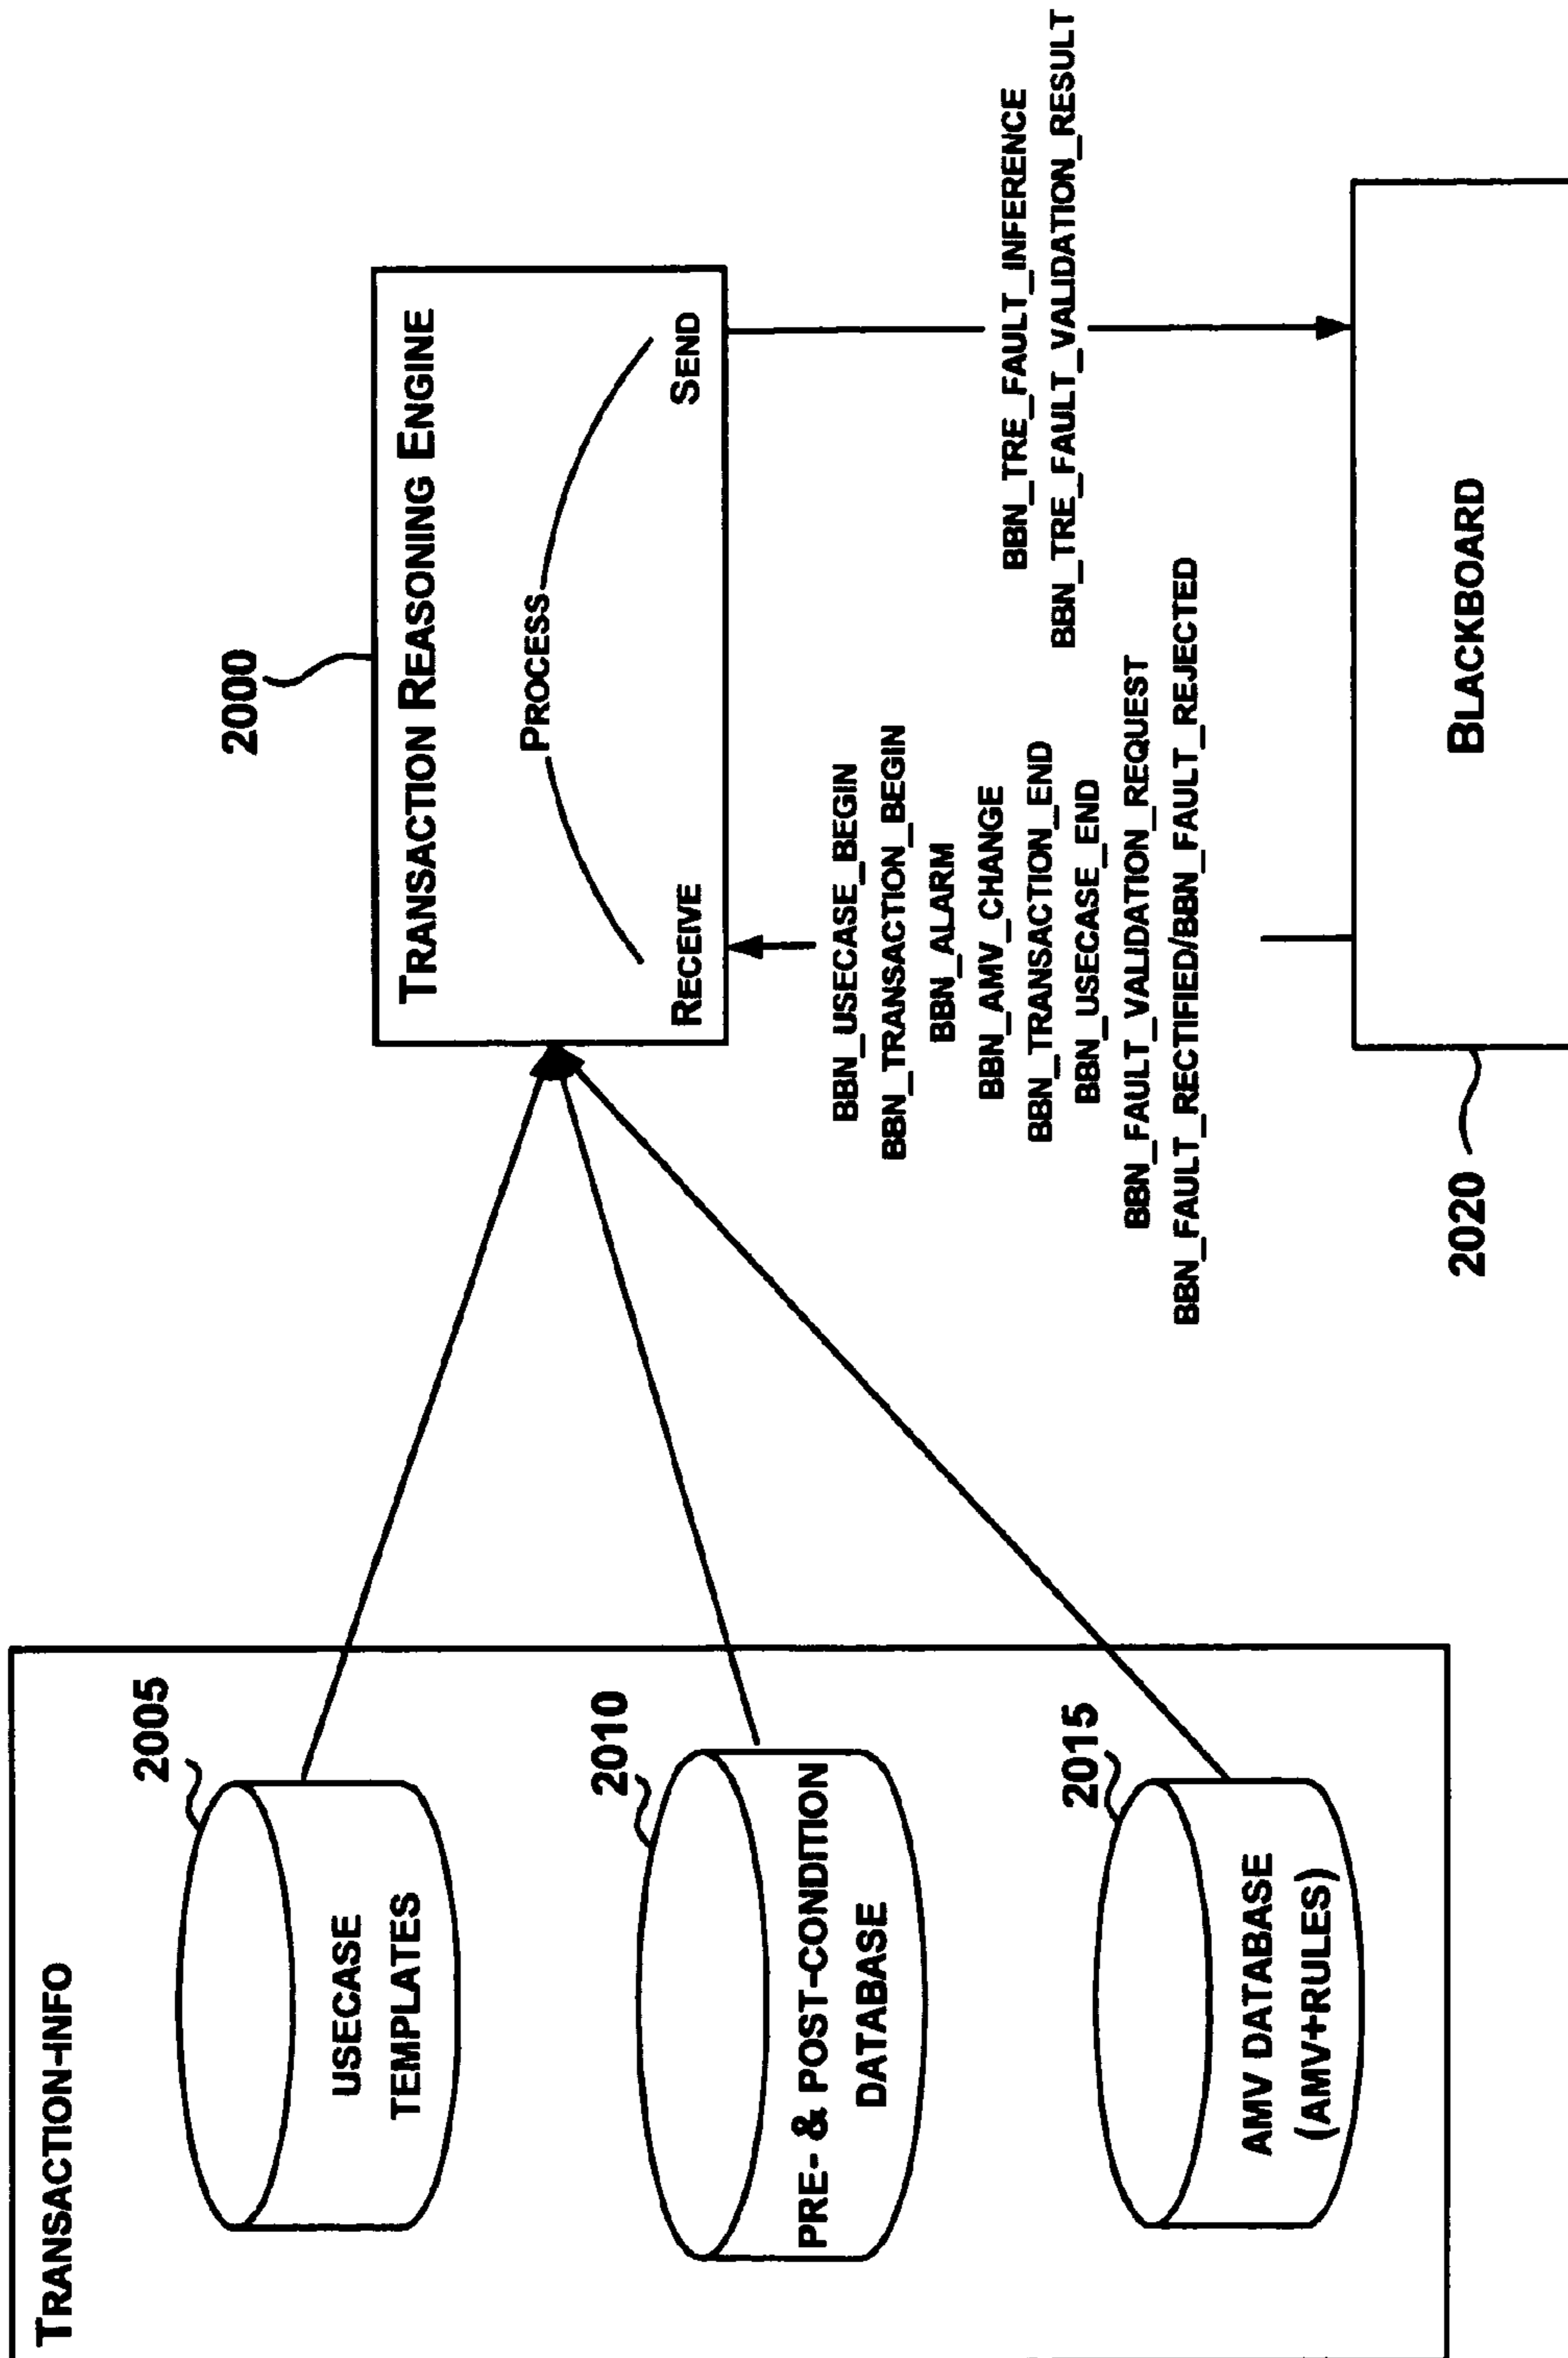 TRANSACTION-INFO
2005
USECASE
TEMPLATES
2010
PRE- & POST-CONDITION
DATABASE
2015
AMV DATABASE
(AMV+RULES)
2000
TRANSACTION REASONING ENGINE
PROCESS
RECEIVE
SEND
BBN_USECASE_BEGIN
BBN_TRANSACTION_BEGIN
BBN_ALARM
BBN_AMV_CHANGE
BBN_TRANSACTION_END
BBN_USECASE_END
BBN_FAULT_VALIDATION_REQUEST
BBN_FAULT_RECTIFIED/BBN_FAULT_REJECTED
BBN_TRE_FAULT_INFERENCE
BBN_TRE_FAULT_VALIDATION_RESULT
2020
BLACKBOARD